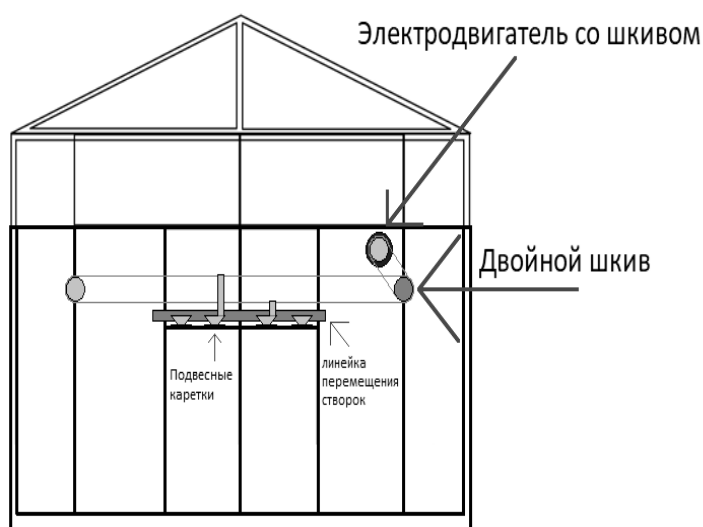 Электродвигатель со шкивом
Двойной шкив
Подвесные
каретки
линейка
перемещения
створок